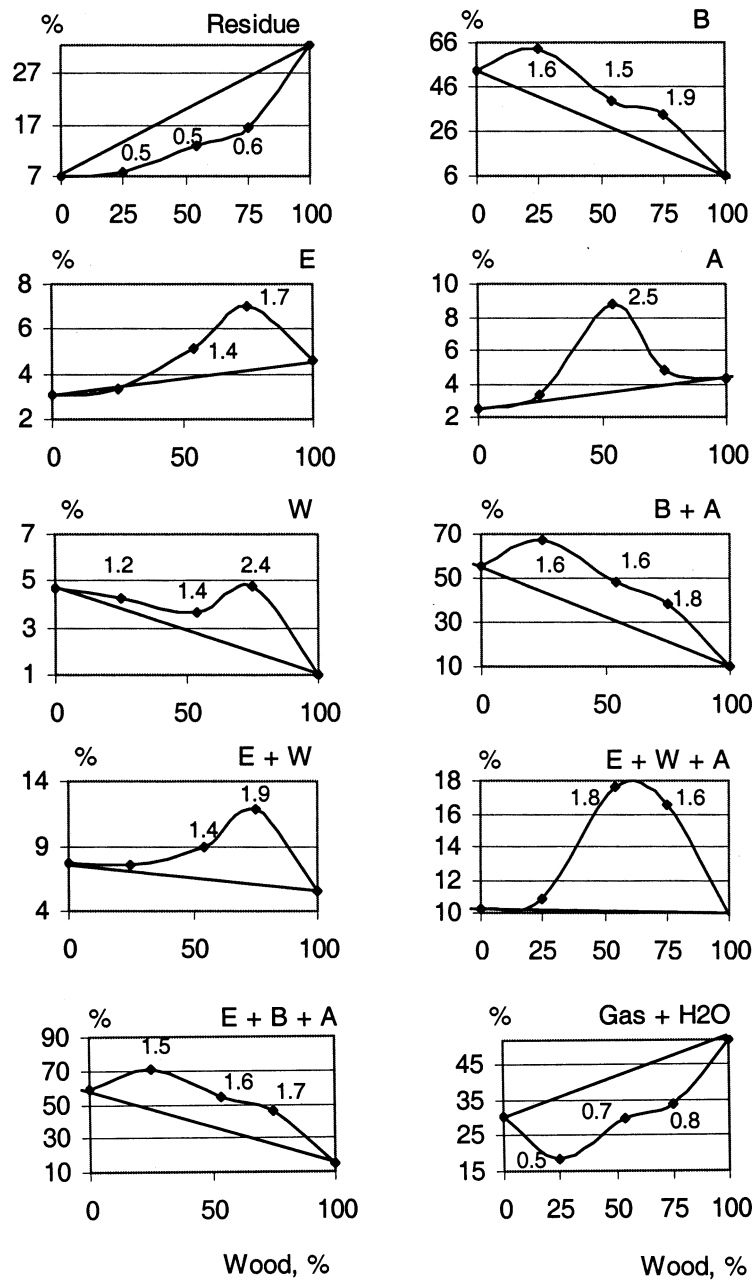 % Residue
27
17
7
0.5 0.5 0.6
0 25 50 75 100
% B
66
46
26
6
1.6 1.5 1.9
0 25 50 75 100
% E
8
6
4
2
1.4 1.7
0 50 100
% A
10
8
6
4
2
2.5
0 50 100
% W
7
5
3
1
1.2 1.4 2.4
0 50 100
% B + A
70
50
30
10
1.6 1.6 1.8
0 50 100
% E + W
14
9
4
1.4 1.9
0 50 100
% E + W + A
18
16
14
12
10
1.8 1.6
0 25 50 75 100
% E + B + A
90
70
50
30
10
1.5 1.6 1.7
0 50 100
Wood, %
% Gas + H2O
45
35
25
15
0.5 0.7 0.8
0 25 50 75 100
Wood, %